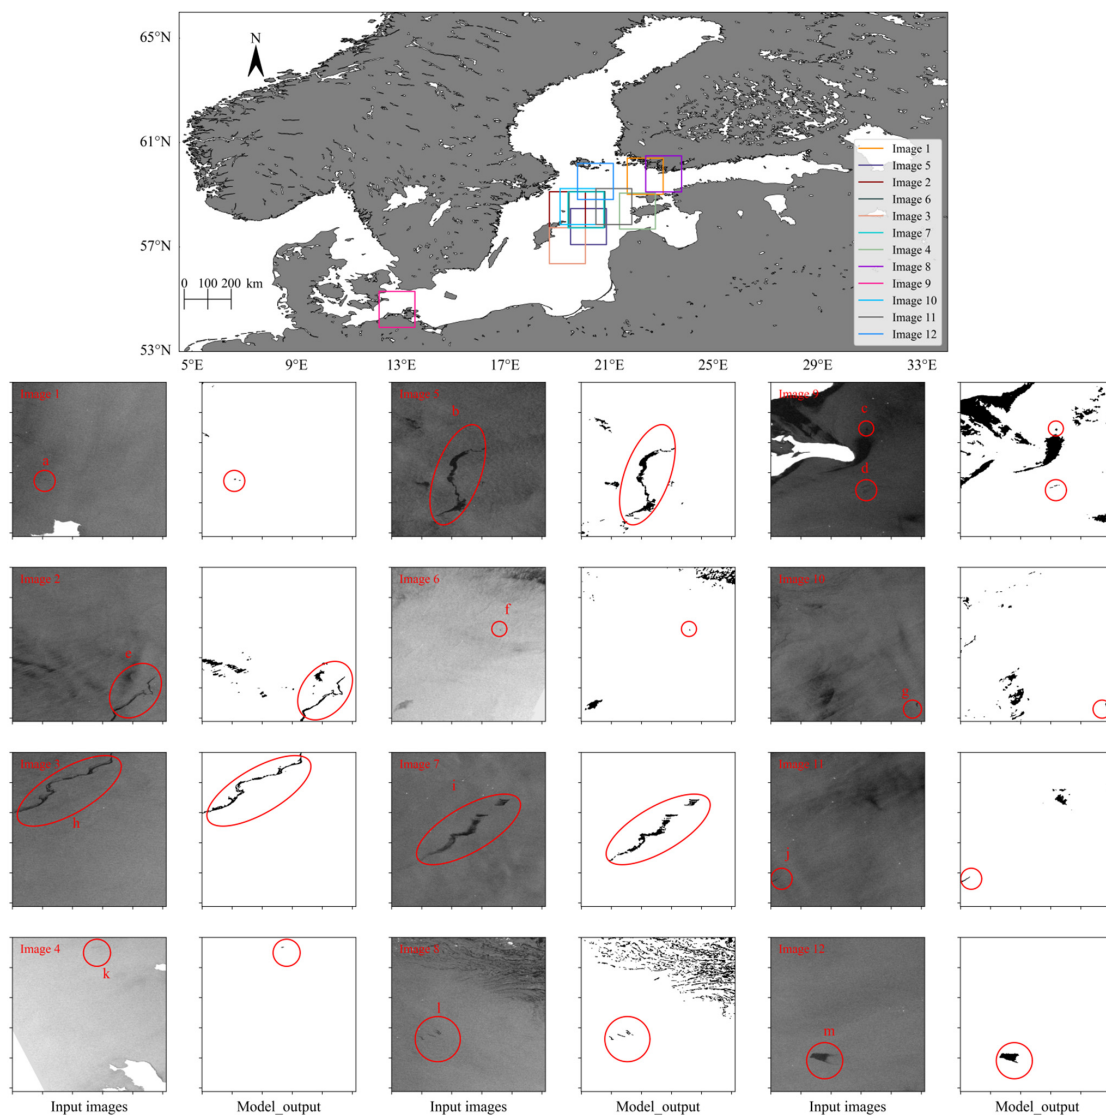 65°N
N
61°N
57°N
53°N
Image 1
Image 5
Image 2
Image 6
Image 3
Image 7
Image 4
Image 8
Image 9
Image 10
Image 11
Image 12
0 100 200 km
5°E 9°E 13°E 17°E 21°E 25°E 29°E 33°E
Image 1
a
Image 5
b
Image 9
c
d
Image 2
e
Image 6
f
Image 10
g
Image 3
h
Image 7
i
Image 11
j
Image 4
k
Image 8
l
Image 12
m
Input images Model_output Input images Model_output Input images Model_output